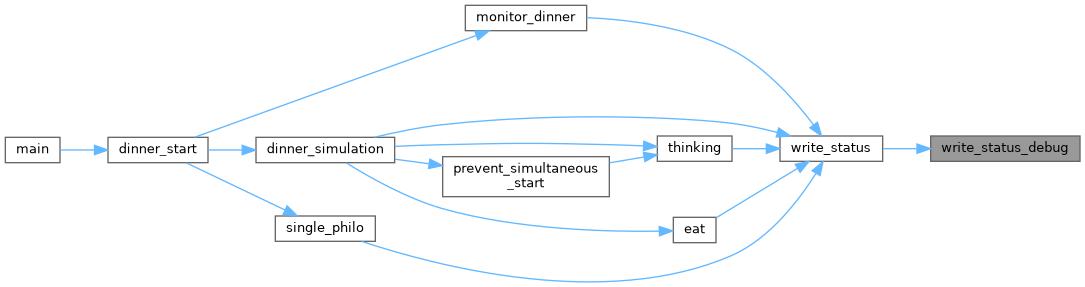 monitor_dinner
main
dinner_start
dinner_simulation
thinking
write_status
write_status_debug
prevent_simultaneous
_start
single_philo
eat